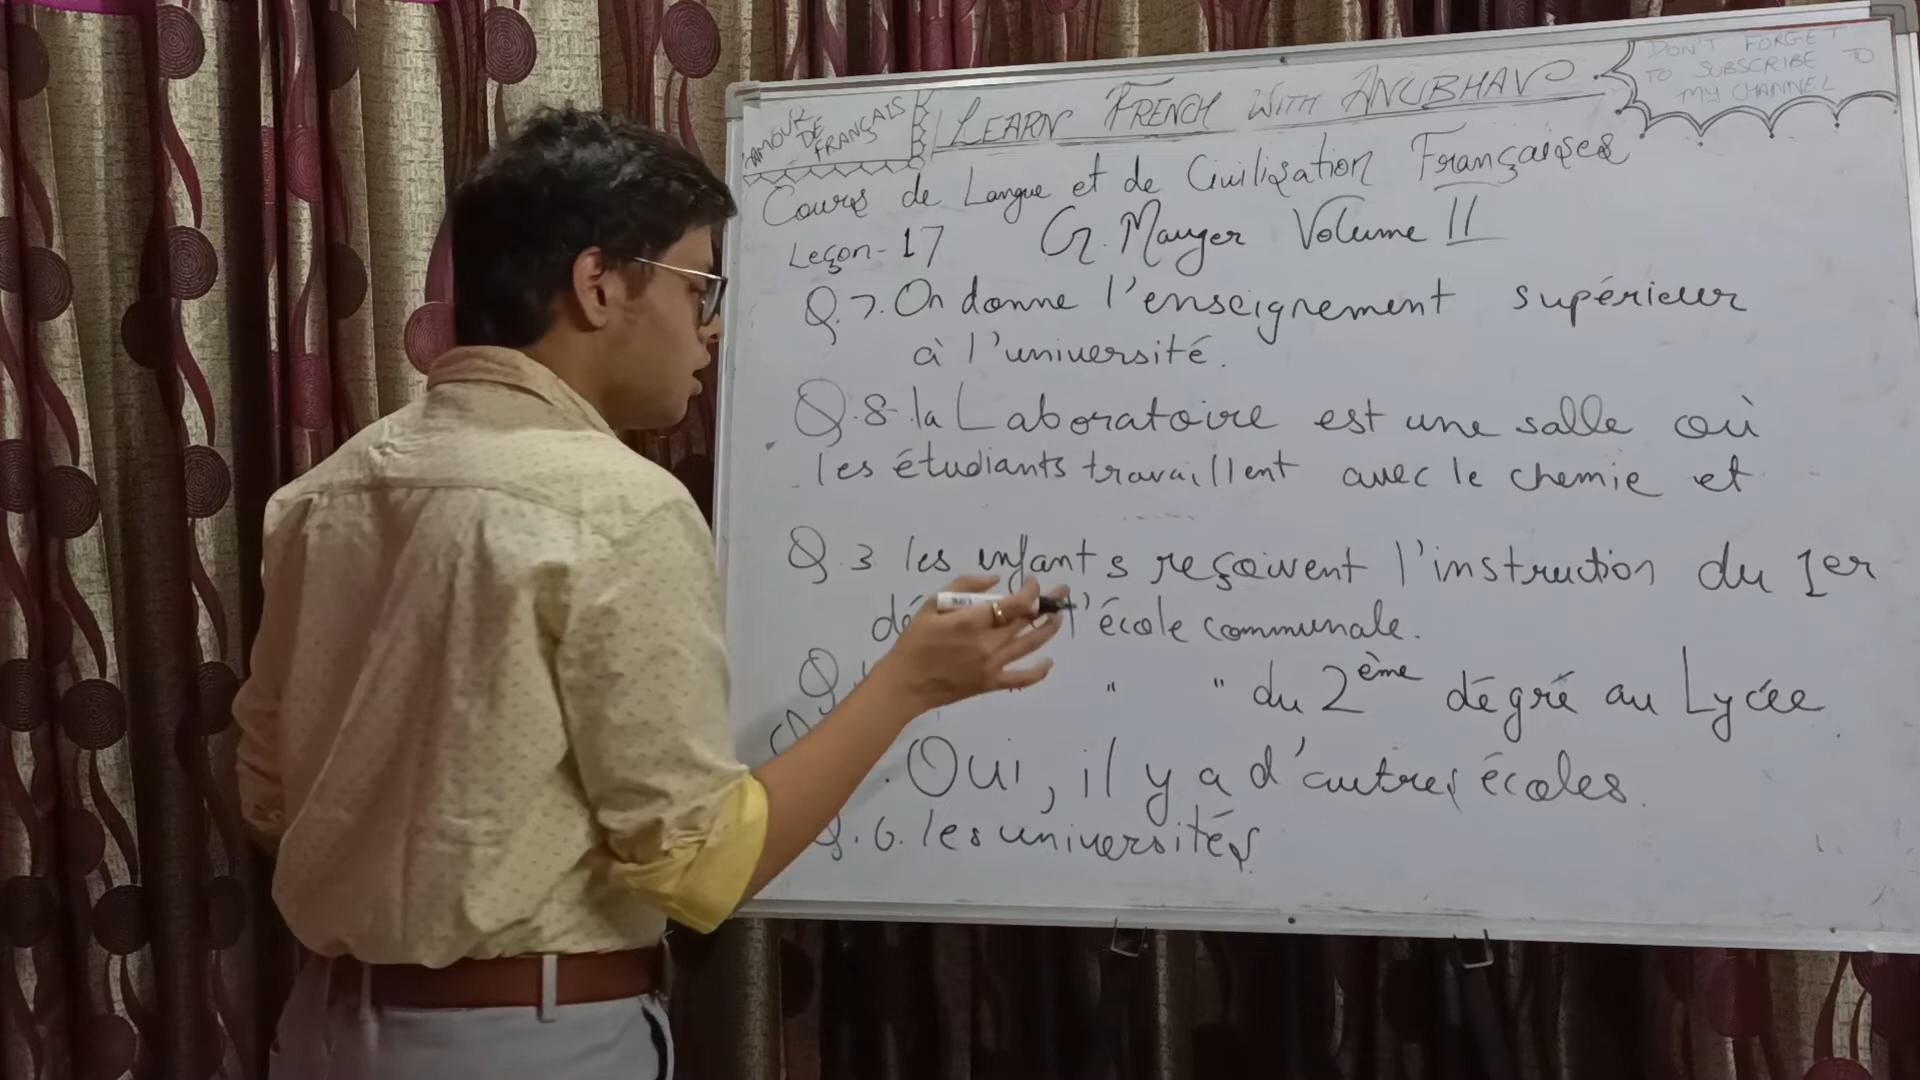 L'AMOUR DE FRANÇAIS
LEARN FRENCH WITH ANUBHAV
DON'T FORGET
TO SUBSCRIBE TO
MY CHANNEL
Cours de Langue et de Civilisation Françaises
Leçon-17 G. Mauger Volume II
Q.7. On donne l'enseignement supérieur
à l'université.
Q.8. la Laboratoire est une salle où
les étudiants travaillent avec le chemie et
Q.3 les enfants reçoivent l'instruction du 1er
l'école communale.
Q. " " " du 2ème dégré au Lycée.
Oui, il y a d'autres écoles.
Q.6. les universités